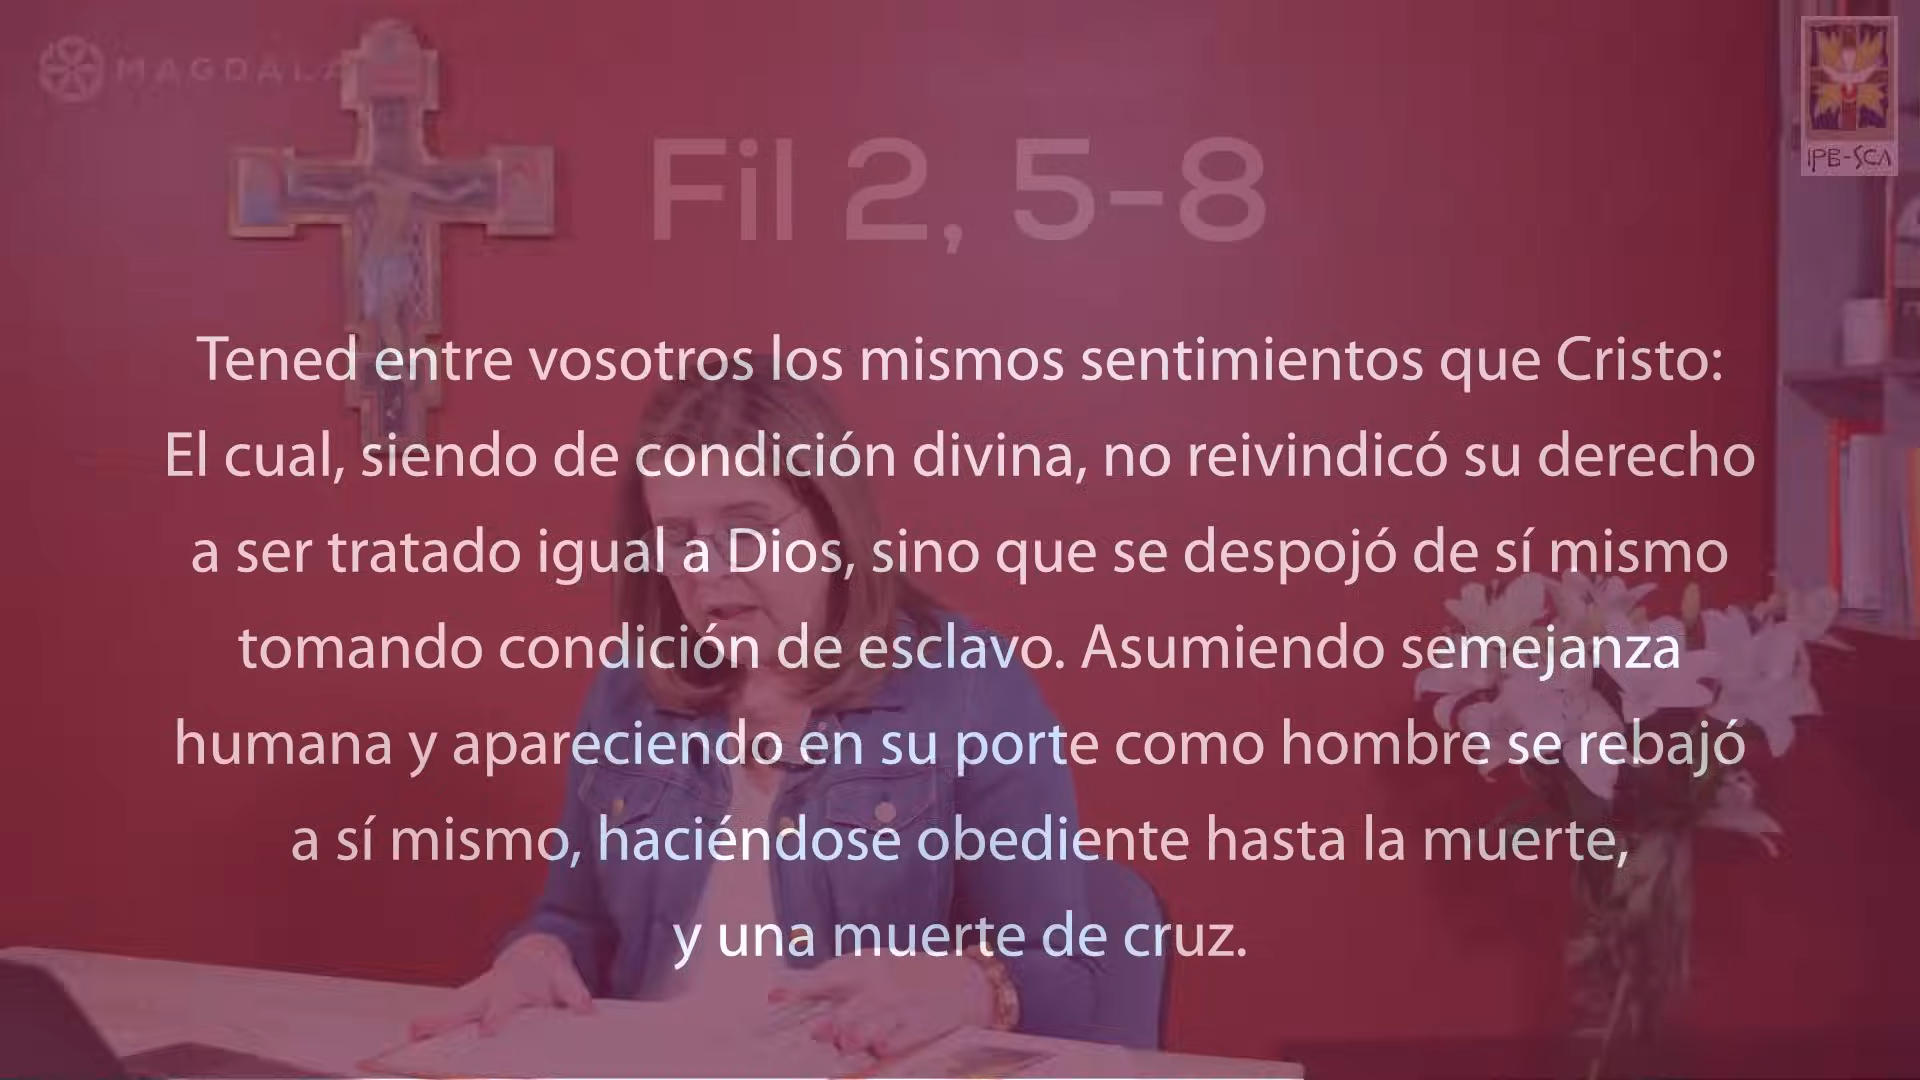 MAGDALA
IPB-SCA
Fil 2, 5-8
Tened entre vosotros los mismos sentimientos que Cristo:
El cual, siendo de condición divina, no reivindicó su derecho
a ser tratado igual a Dios, sino que se despojó de sí mismo
tomando condición de esclavo. Asumiendo semejanza
humana y apareciendo en su porte como hombre se rebajó
a sí mismo, haciéndose obediente hasta la muerte,
y una muerte de cruz.